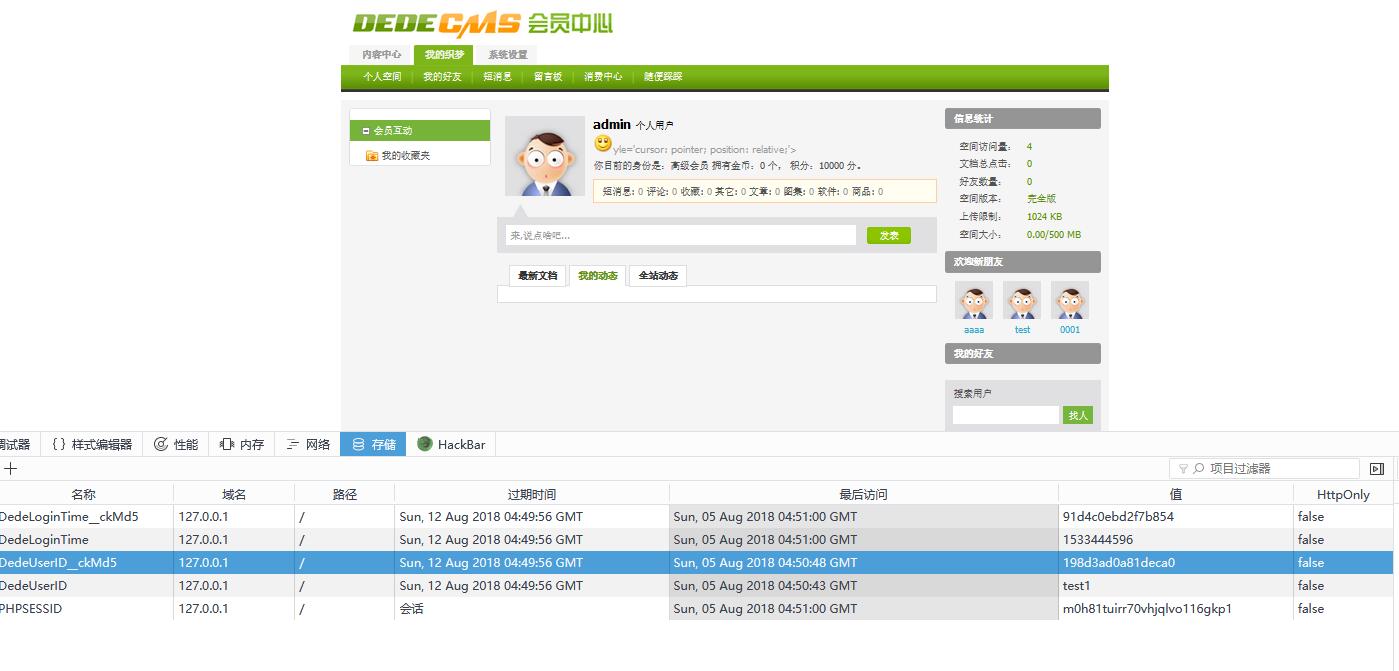 DEDECMS 会员中心
内容中心 我的织梦 系统设置
个人空间 我的好友 短消息 留言板 消费中心 随便踩踩
会员互动
我的收藏夹
admin 个人用户
yle='cursor: pointer; position: relative;'>
你目前的身份是：高级会员 拥有金币：0 个， 积分：10000 分。
短消息: 0 评论: 0 收藏: 0 其它: 0 文章: 0 图集: 0 软件: 0 商品: 0
来,说点啥吧... 发表
最新文档 我的动态 全站动态
信息统计
空间访问量： 4
文档总点击： 0
好友数量： 0
空间版本： 完全版
上传限制： 1024 KB
空间大小： 0.00/500 MB
欢迎新朋友
aaaa test 0001
我的好友
搜索用户
找人
调试器 {} 样式编辑器 性能 内存 网络 存储 HackBar
项目过滤器
名称 域名 路径 过期时间 最后访问 值 HttpOnly
DedeLoginTime__ckMd5 127.0.0.1 / Sun, 12 Aug 2018 04:49:56 GMT Sun, 05 Aug 2018 04:51:00 GMT 91d4c0ebd2f7b854 false
DedeLoginTime 127.0.0.1 / Sun, 12 Aug 2018 04:49:56 GMT Sun, 05 Aug 2018 04:51:00 GMT 1533444596 false
DedeUserID__ckMd5 127.0.0.1 / Sun, 12 Aug 2018 04:49:56 GMT Sun, 05 Aug 2018 04:50:48 GMT 198d3ad0a81deca0 false
DedeUserID 127.0.0.1 / Sun, 12 Aug 2018 04:49:56 GMT Sun, 05 Aug 2018 04:50:43 GMT test1 false
PHPSESSID 127.0.0.1 / 会话 Sun, 05 Aug 2018 04:51:00 GMT m0h81tuirr70vhjqlvo116gkp1 false